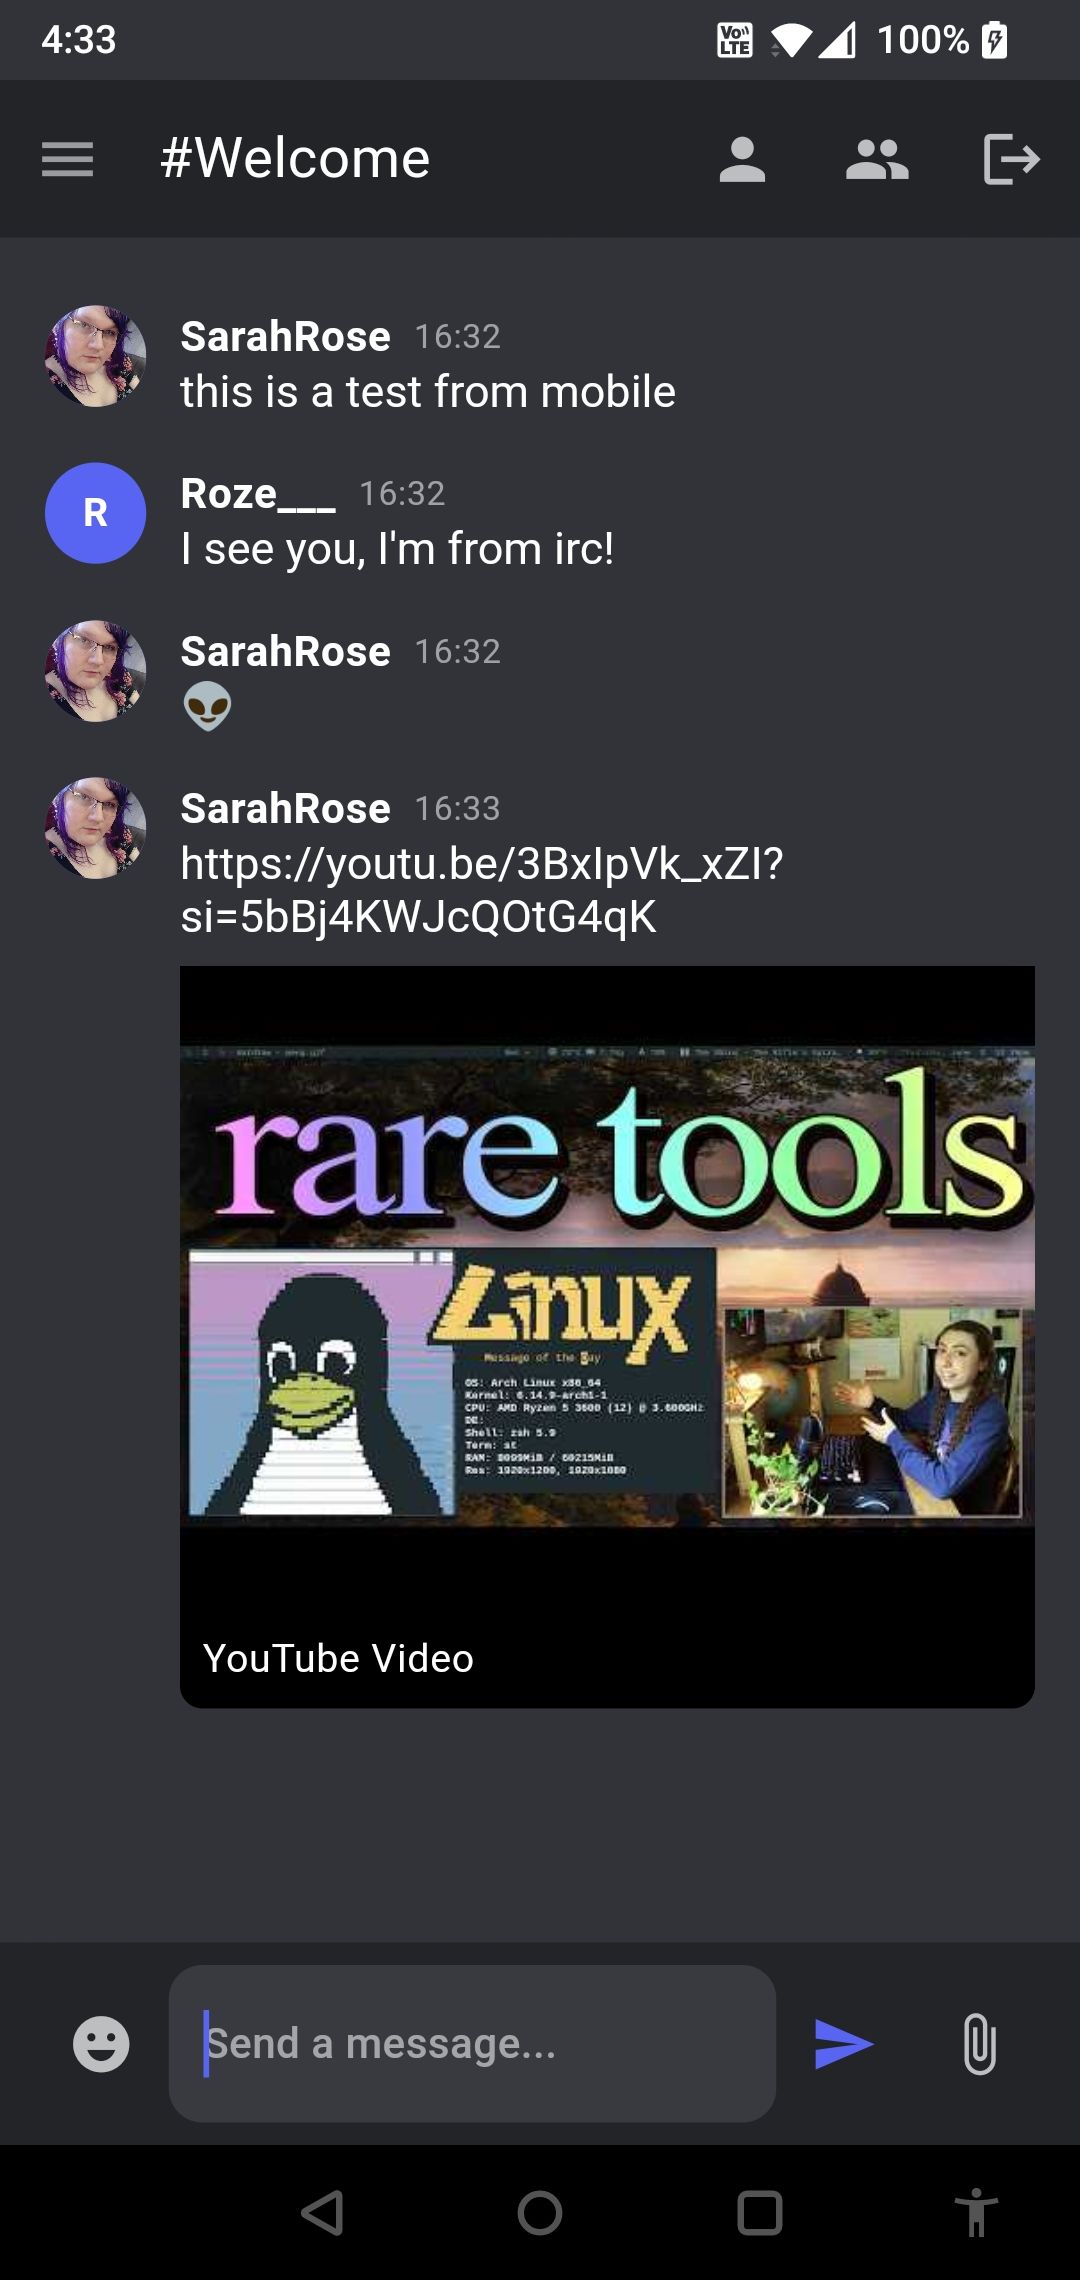 4:33
Vo)) LTE
100%
#Welcome
SarahRose 16:32
this is a test from mobile
R
Roze___ 16:32
I see you, I'm from irc!
SarahRose 16:32
👽
SarahRose 16:33
https://youtu.be/3BxIpVk_xZI?
si=5bBj4KWJcQOtG4qK
rare tools
Linux
Message of the Day
OS: Arch Linux x86_64
Kernel: 6.14.9-arch1-1
CPU: AMD Ryzen 5 3600 (12) @ 3.600GHz
DE:
Shell: zsh 5.9
Term: st
RAM: 8099MiB / 60215MiB
Res: 1920x1200, 1920x1080
YouTube Video
Send a message...